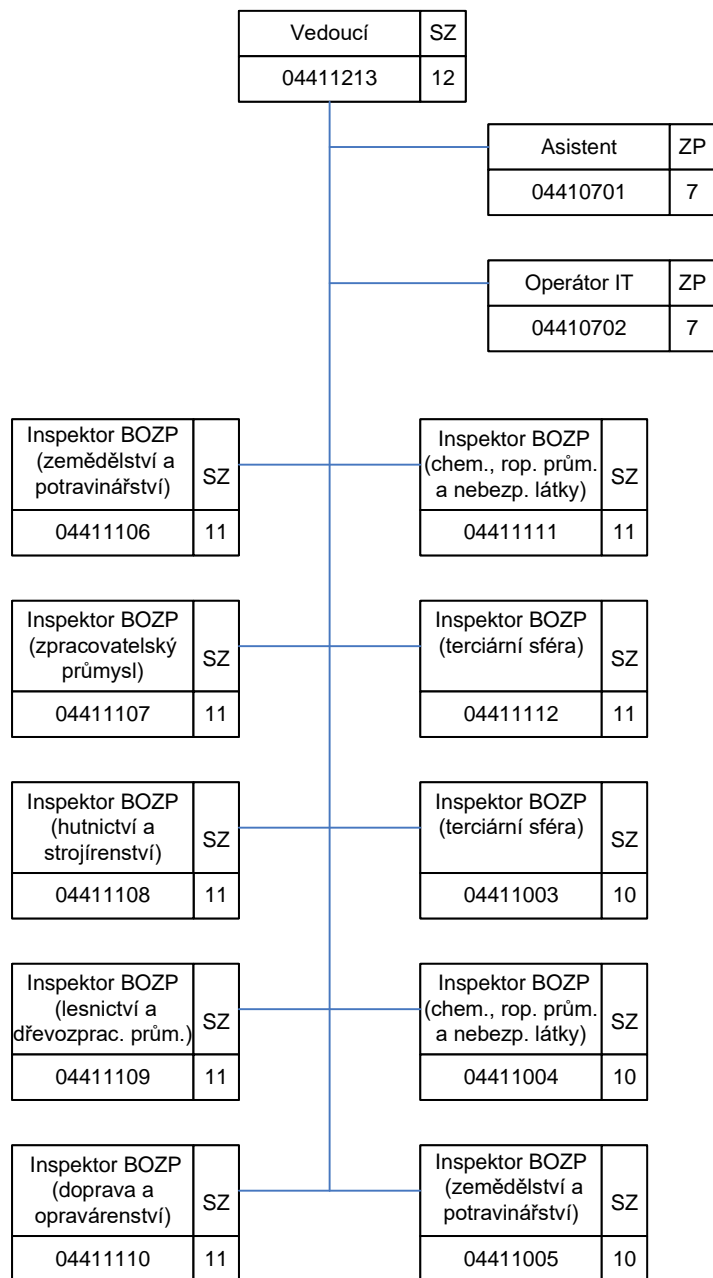 Vedoucí
SZ
04411213
12
Asistent
ZP
04410701
7
Operátor IT
ZP
04410702
7
Inspektor BOZP
(zemědělství a
potravinářství)
SZ
04411106
11
Inspektor BOZP
(chem., rop. prům.
a nebezp. látky)
SZ
04411111
11
Inspektor BOZP
(zpracovatelský
průmysl)
SZ
04411107
11
Inspektor BOZP
(terciární sféra)
SZ
04411112
11
Inspektor BOZP
(hutnictví a
strojírenství)
SZ
04411108
11
Inspektor BOZP
(terciární sféra)
SZ
04411003
10
Inspektor BOZP
(lesnictví a
dřevozprac. prům.)
SZ
04411109
11
Inspektor BOZP
(chem., rop. prům.
a nebezp. látky)
SZ
04411004
10
Inspektor BOZP
(doprava a
opravárenství)
SZ
04411110
11
Inspektor BOZP
(zemědělství a
potravinářství)
SZ
04411005
10